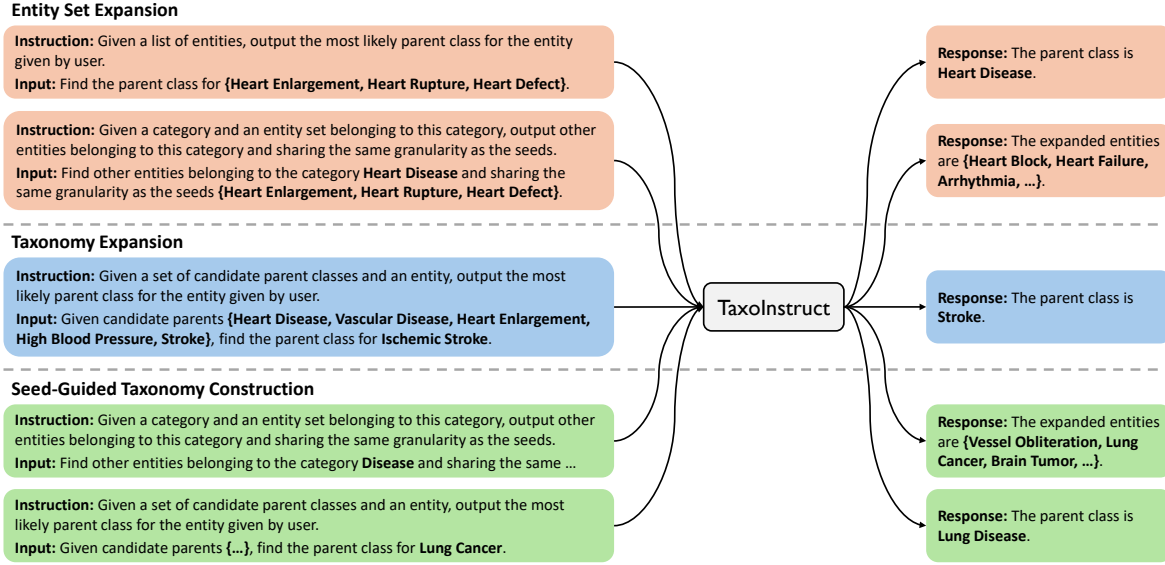 Entity Set Expansion
Instruction: Given a list of entities, output the most likely parent class for the entity
given by user.
Input: Find the parent class for {Heart Enlargement, Heart Rupture, Heart Defect}.
Response: The parent class is
Heart Disease.
Instruction: Given a category and an entity set belonging to this category, output other
entities belonging to this category and sharing the same granularity as the seeds.
Input: Find other entities belonging to the category Heart Disease and sharing the
same granularity as the seeds {Heart Enlargement, Heart Rupture, Heart Defect}.
Response: The expanded entities
are {Heart Block, Heart Failure,
Arrhythmia, ...}.
Taxonomy Expansion
Instruction: Given a set of candidate parent classes and an entity, output the most
likely parent class for the entity given by user.
Input: Given candidate parents {Heart Disease, Vascular Disease, Heart Enlargement,
High Blood Pressure, Stroke}, find the parent class for Ischemic Stroke.
TaxoInstruct
Response: The parent class is
Stroke.
Seed-Guided Taxonomy Construction
Instruction: Given a category and an entity set belonging to this category, output other
entities belonging to this category and sharing the same granularity as the seeds.
Input: Find other entities belonging to the category Disease and sharing the same ...
Response: The expanded entities
are {Vessel Obliteration, Lung
Cancer, Brain Tumor, ...}.
Instruction: Given a set of candidate parent classes and an entity, output the most
likely parent class for the entity given by user.
Input: Given candidate parents {...}, find the parent class for Lung Cancer.
Response: The parent class is
Lung Disease.